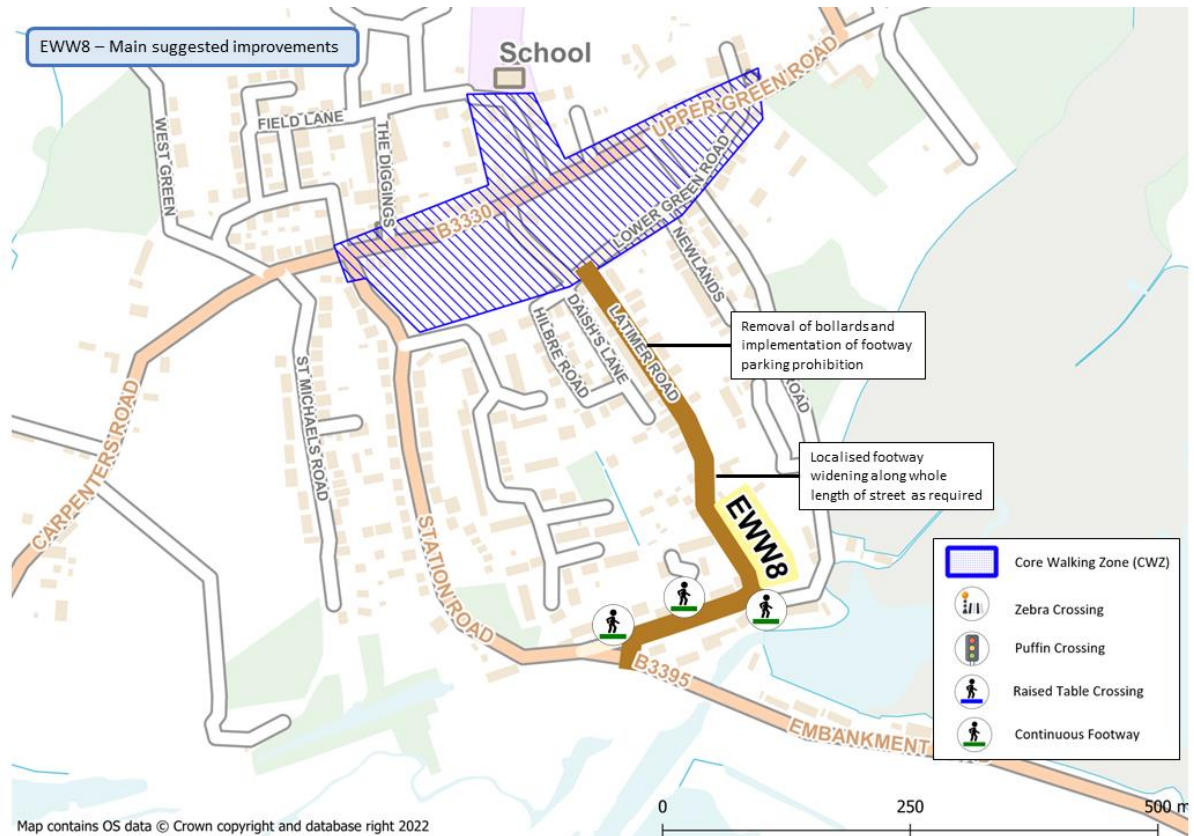 EWW8 – Main suggested improvements
School
UPPER GREEN ROAD
FIELD LANE
THE DIGGINGS
WEST GREEN
B3330
LOWER GREEN ROAD
NEWLANDS
DAISH'S LANE
HILBRE ROAD
LATIMER ROAD
Removal of bollards and
implementation of footway
parking prohibition
ROAD
ST MICHAELS ROAD
CARPENTERS ROAD
STATION ROAD
Localised footway
widening along whole
length of street as required
EWW8
B3395
EMBANKMENT
Core Walking Zone (CWZ)
Zebra Crossing
Puffin Crossing
Raised Table Crossing
Continuous Footway
0 250 500 m
Map contains OS data © Crown copyright and database right 2022